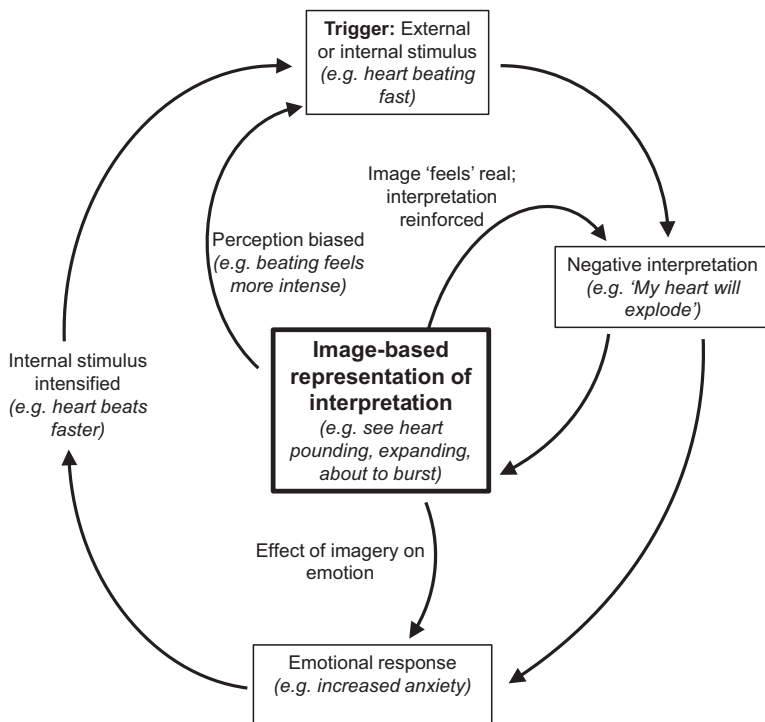 Trigger: External
or internal stimulus
(e.g. heart beating
fast)
Image ‘feels’ real;
interpretation
reinforced
Perception biased
(e.g. beating feels
more intense)
Negative interpretation
(e.g. ‘My heart will
explode’)
Image-based
representation of
interpretation
(e.g. see heart
pounding, expanding,
about to burst)
Internal stimulus
intensified
(e.g. heart beats
faster)
Effect of imagery on
emotion
Emotional response
(e.g. increased anxiety)